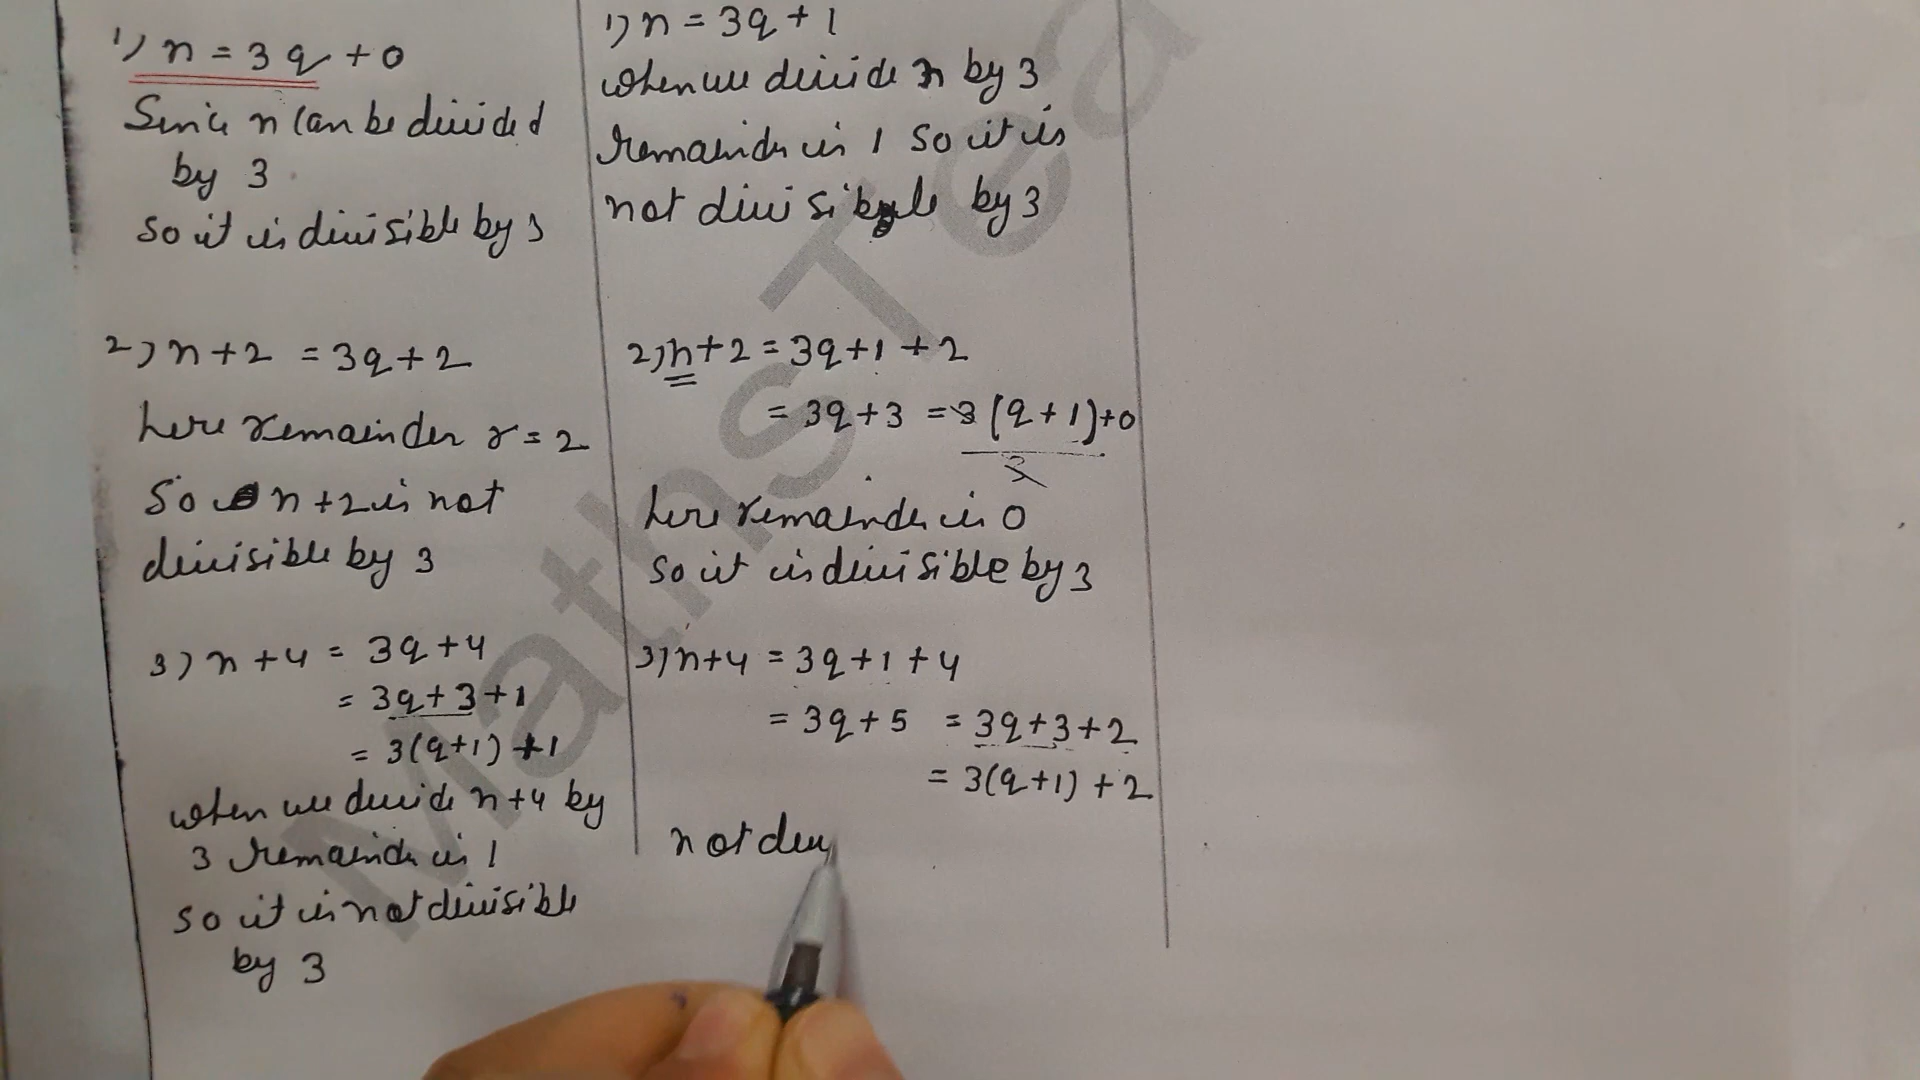 1) n = 3q + 0
Since n can be divided
by 3
so it is divisible by 3
2) n + 2 = 3q + 2
here remainder r = 2
So n + 2 is not
divisible by 3
3) n + 4 = 3q + 4
= 3q + 3 + 1
= 3(q+1) + 1
when we divide n+4 by
3 remainder is 1
so it is not divisible
by 3
1) n = 3q + 1
when we divide n by 3
remainder is 1 so it is
not divisible by 3
2) n + 2 = 3q + 1 + 2
= 3q + 3 = 3(q + 1) + 0
3
here remainder is 0
so it is divisible by 3
3) n+4 = 3q + 1 + 4
= 3q + 5 = 3q + 3 + 2
= 3(q + 1) + 2
not div
Maths Tea